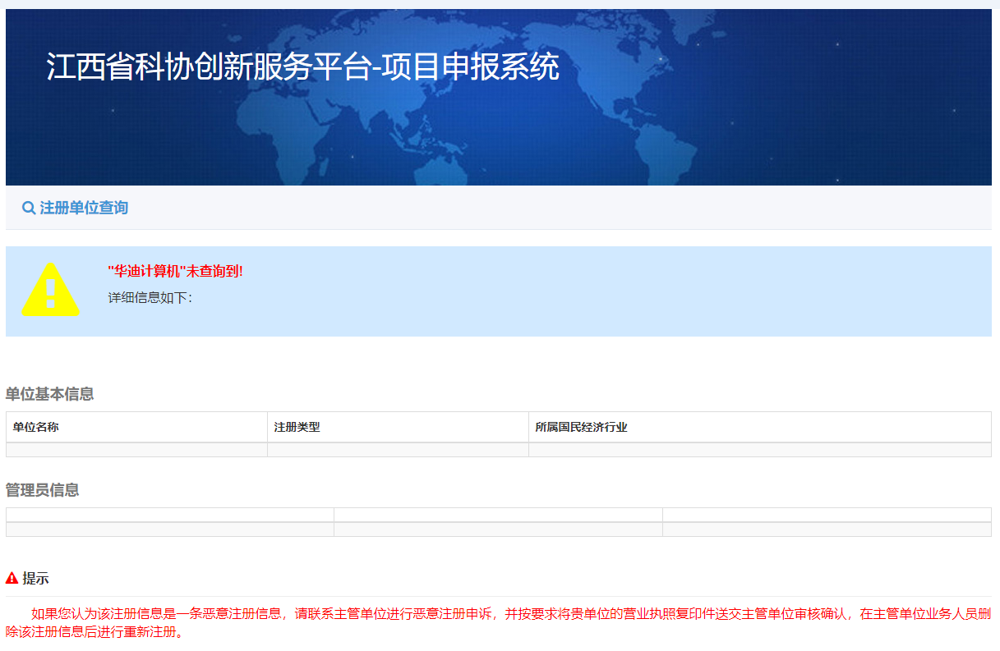 江西省科协创新服务平台-项目申报系统
注册单位查询
"华迪计算机"未查询到!
详细信息如下:
单位基本信息
单位名称 注册类型 所属国民经济行业
管理员信息
提示
如果您认为该注册信息是一条恶意注册信息，请联系主管单位进行恶意注册申诉，并按要求将贵单位的营业执照复印件送交主管单位审核确认，在主管单位业务人员删
除该注册信息后进行重新注册。